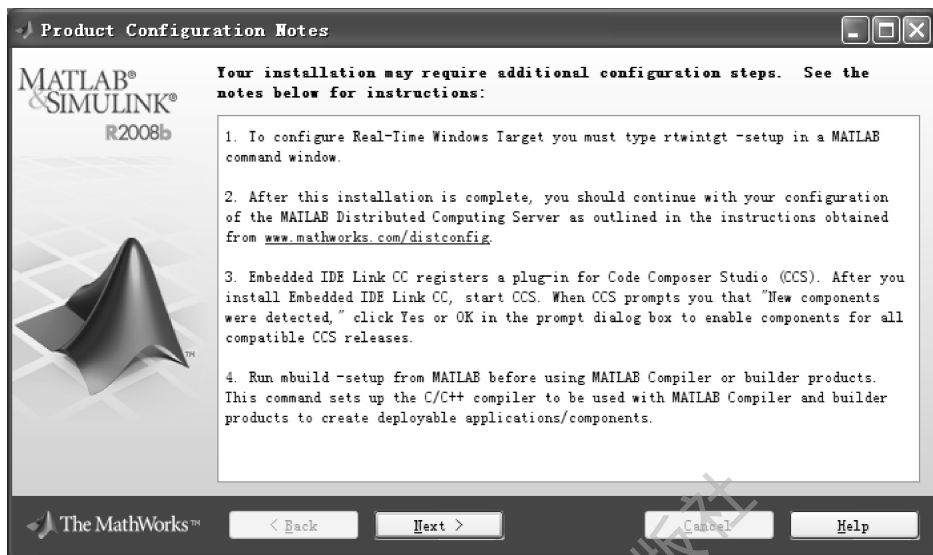 Product Configuration Notes
MATLAB®
&SIMULINK®
R2008b
Your installation may require additional configuration steps. See the
notes below for instructions:
1. To configure Real-Time Windows Target you must type rtwintgt -setup in a MATLAB
command window.
2. After this installation is complete, you should continue with your configuration
of the MATLAB Distributed Computing Server as outlined in the instructions obtained
from www.mathworks.com/distconfig.
3. Embedded IDE Link CC registers a plug-in for Code Composer Studio (CCS). After you
install Embedded IDE Link CC, start CCS. When CCS prompts you that "New components
were detected," click Yes or OK in the prompt dialog box to enable components for all
compatible CCS releases.
4. Run mbuild -setup from MATLAB before using MATLAB Compiler or builder products.
This command sets up the C/C++ compiler to be used with MATLAB Compiler and builder
products to create deployable applications/components.
TM
The MathWorks™
< Back
Next >
Cancel
Help
版社